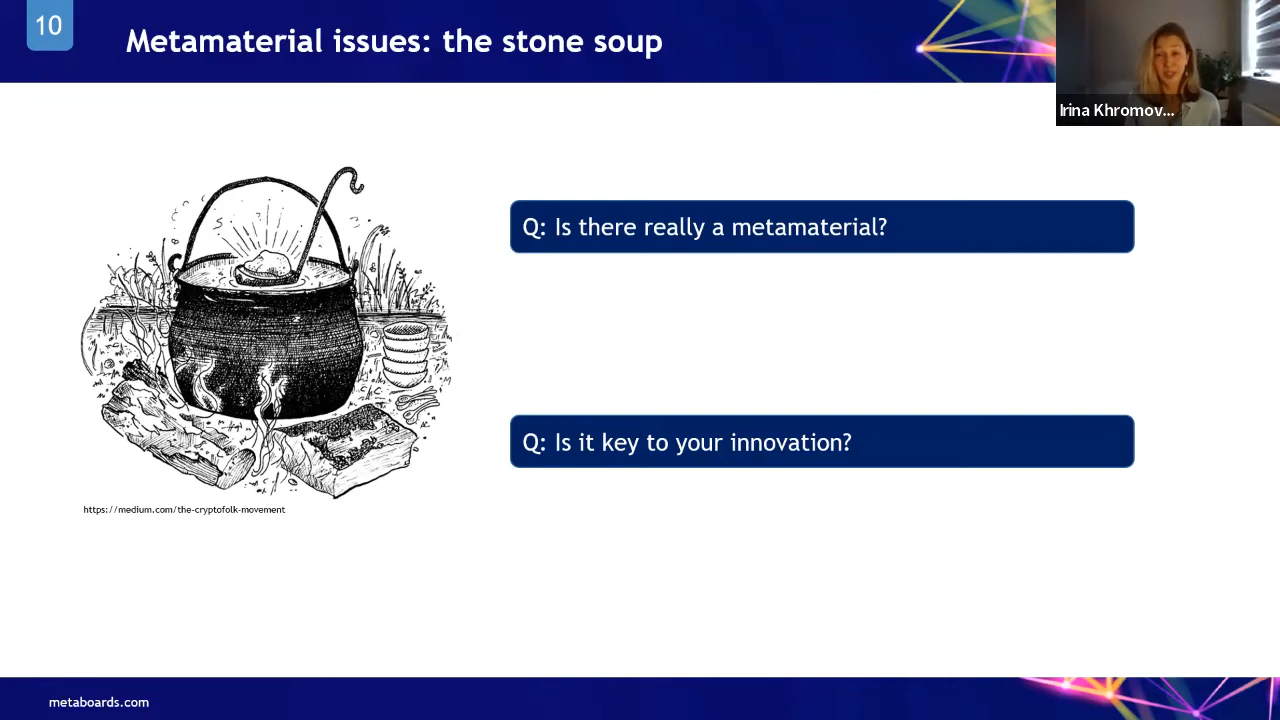 10
Metamaterial issues: the stone soup
Irina Khromov...
Q: Is there really a metamaterial?
Q: Is it key to your innovation?
https://medium.com/the-cryptofolk-movement
metaboards.com